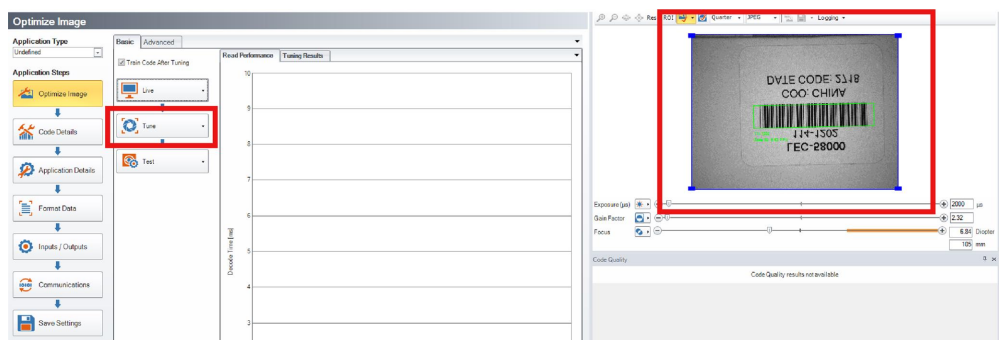 Optimize Image
Application Type
Undefined
Application Steps
Optimize Image
Code Details
Application Details
Format Data
Inputs / Outputs
Communications
Save Settings
Basic Advanced
Train Code After Tuning
Live
Tune
Test
Read Performance Tuning Results
10
9
8
7
6
5
4
3
Decode Time [ms]
ROI Quarter JPEG Logging
DATE CODE: 2718
COO: CHINA
114-1202
LEC-58000
Exposure (µs) 2000 µs
Gain Factor 2.32
Focus 6.84 Diopter
105 mm
Code Quality
Code Quality results not available